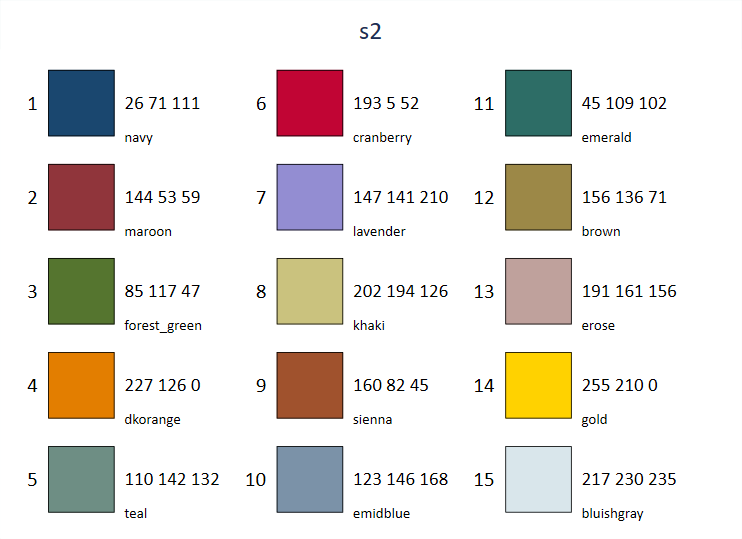 s2
1
26 71 111
navy
2
144 53 59
maroon
3
85 117 47
forest_green
4
227 126 0
dkorange
5
110 142 132
teal
6
193 5 52
cranberry
7
147 141 210
lavender
8
202 194 126
khaki
9
160 82 45
sienna
10
123 146 168
emidblue
11
45 109 102
emerald
12
156 136 71
brown
13
191 161 156
erose
14
255 210 0
gold
15
217 230 235
bluishgray